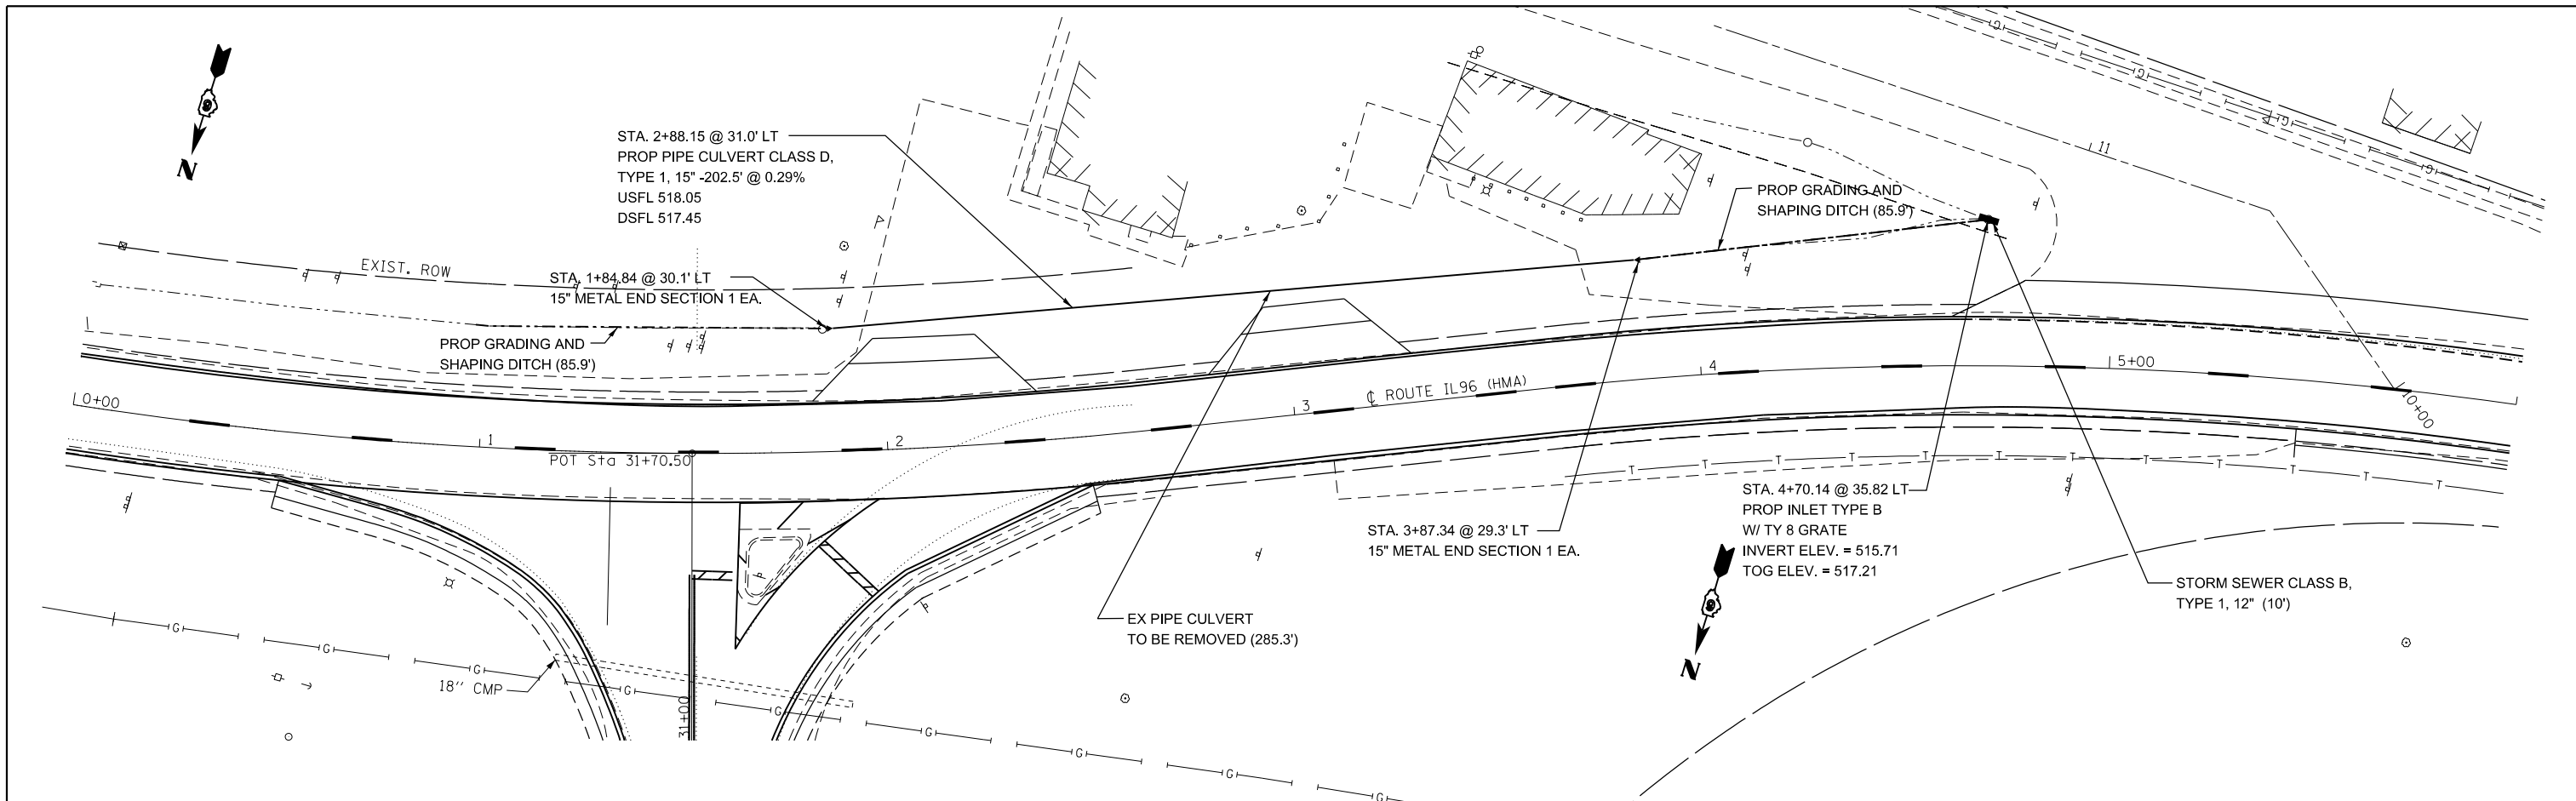 STA. 2+88.15 @ 31.0' LT
PROP PIPE CULVERT CLASS D,
TYPE 1, 15" -202.5' @ 0.29%
USFL 518.05
DSFL 517.45
N
EXIST. ROW
STA. 1+84.84 @ 30.1' LT
15" METAL END SECTION 1 EA.
PROP GRADING AND
SHAPING DITCH (85.9')
PROP GRADING AND
SHAPING DITCH (85.9')
11
0+00
1
2
3
4
5+00
10+00
℄ ROUTE IL96 (HMA)
POT Sta 31+70.50
STA. 3+87.34 @ 29.3' LT
15" METAL END SECTION 1 EA.
STA. 4+70.14 @ 35.82 LT
PROP INLET TYPE B
W/ TY 8 GRATE
INVERT ELEV. = 515.71
TOG ELEV. = 517.21
STORM SEWER CLASS B,
TYPE 1, 12" (10')
EX PIPE CULVERT
TO BE REMOVED (285.3')
N
18'' CMP
31+00
G G G G G G G G G
T T T T T T T T T T T T
G G G G